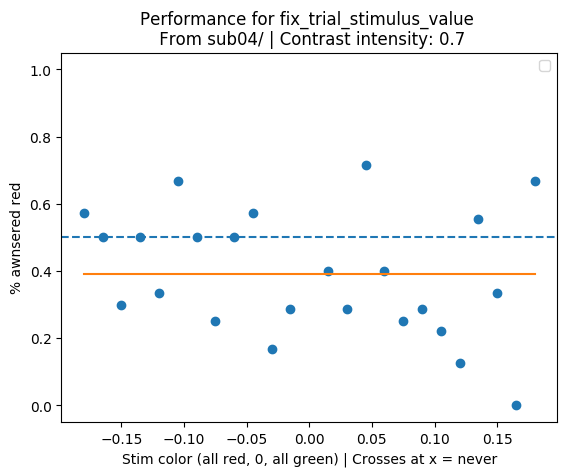 Performance for fix_trial_stimulus_value
From sub04/ | Contrast intensity: 0.7
1.0
0.8
0.6
0.4
0.2
0.0
% awnsered red
−0.15 −0.10 −0.05 0.00 0.05 0.10 0.15
Stim color (all red, 0, all green) | Crosses at x = never